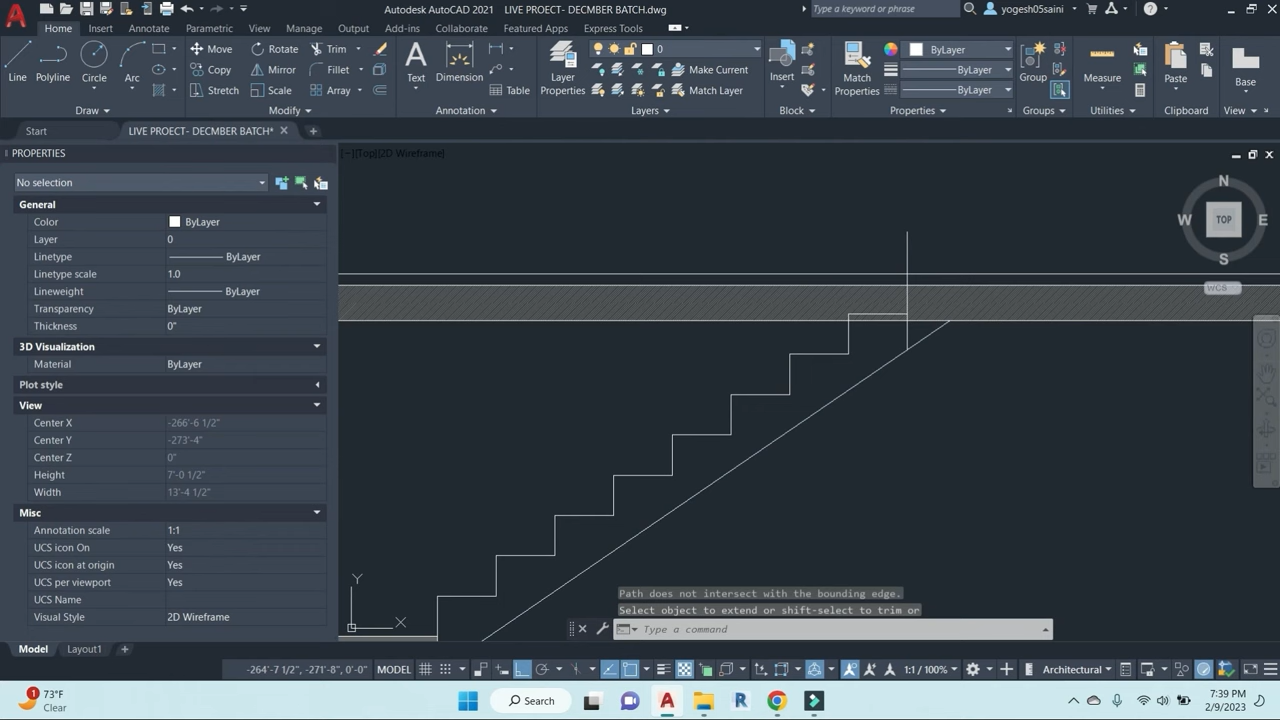 Autodesk AutoCAD 2021 LIVE PROECT- DECMBER BATCH.dwg
Type a keyword or phrase
yogesh05saini
Home Insert Annotate Parametric View Manage Output Add-ins Collaborate Featured Apps Express Tools
Line Polyline Circle Arc
Move Rotate Trim
Copy Mirror Fillet
Stretch Scale Array
Text Dimension Table
Layer Properties
0
Make Current
Match Layer
Insert
Match Properties
ByLayer
ByLayer
ByLayer
Group
Measure
Paste
Base
Draw Modify Annotation Layers Block Properties Groups Utilities Clipboard View
Start LIVE PROECT- DECMBER BATCH*
PROPERTIES
[−][Top][2D Wireframe]
No selection
General
Color ByLayer
Layer 0
Linetype ByLayer
Linetype scale 1.0
Lineweight ByLayer
Transparency ByLayer
Thickness 0"
3D Visualization
Material ByLayer
Plot style
View
Center X -266'-6 1/2"
Center Y -273'-4"
Center Z 0"
Height 7'-0 1/2"
Width 13'-4 1/2"
Misc
Annotation scale 1:1
UCS icon On Yes
UCS icon at origin Yes
UCS per viewport Yes
UCS Name
Visual Style 2D Wireframe
N
W TOP E
S
WCS
Y
X
Path does not intersect with the bounding edge.
Select object to extend or shift-select to trim or
Type a command
Model Layout1
-264'-7 1/2", -271'-8", 0'-0" MODEL 1:1 / 100% Architectural
1
73°F
Clear
Search
7:39 PM
2/9/2023